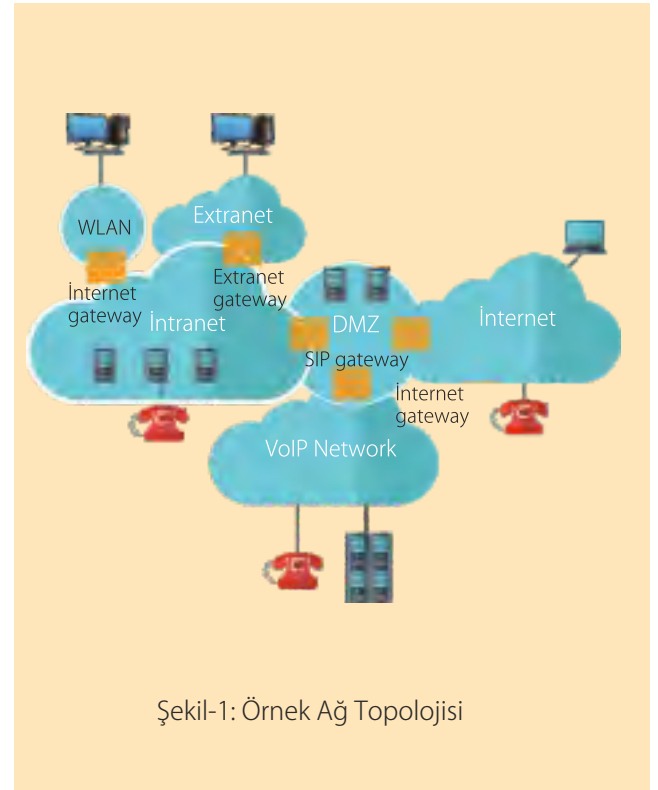 WLAN
Extranet
İnternet
gateway
Extranet
gateway
İntranet
DMZ
SIP gateway
İnternet
İnternet
gateway
VoIP Network
Şekil-1: Örnek Ağ Topolojisi